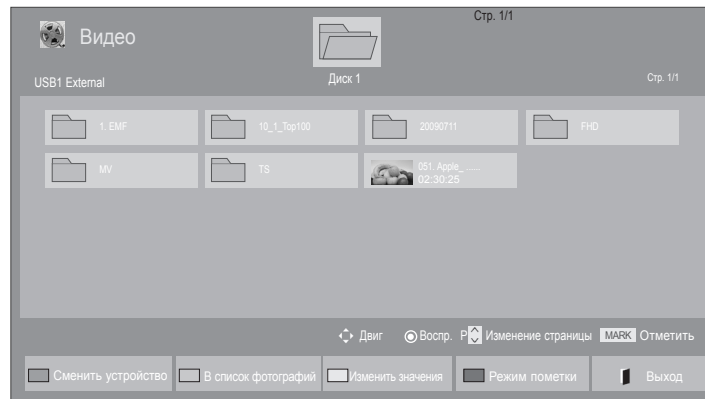 Стр. 1/1
Видео
USB1 External
Диск 1
Стр. 1/1
1. EMF
10_1_Top100
20090711
FHD
MV
TS
051. Apple_ ......
02:30:25
Двиг
Воспр.
P Изменение страницы
MARK Отметить
Сменить устройство
В список фотографий
Изменить значения
Режим пометки
Выход